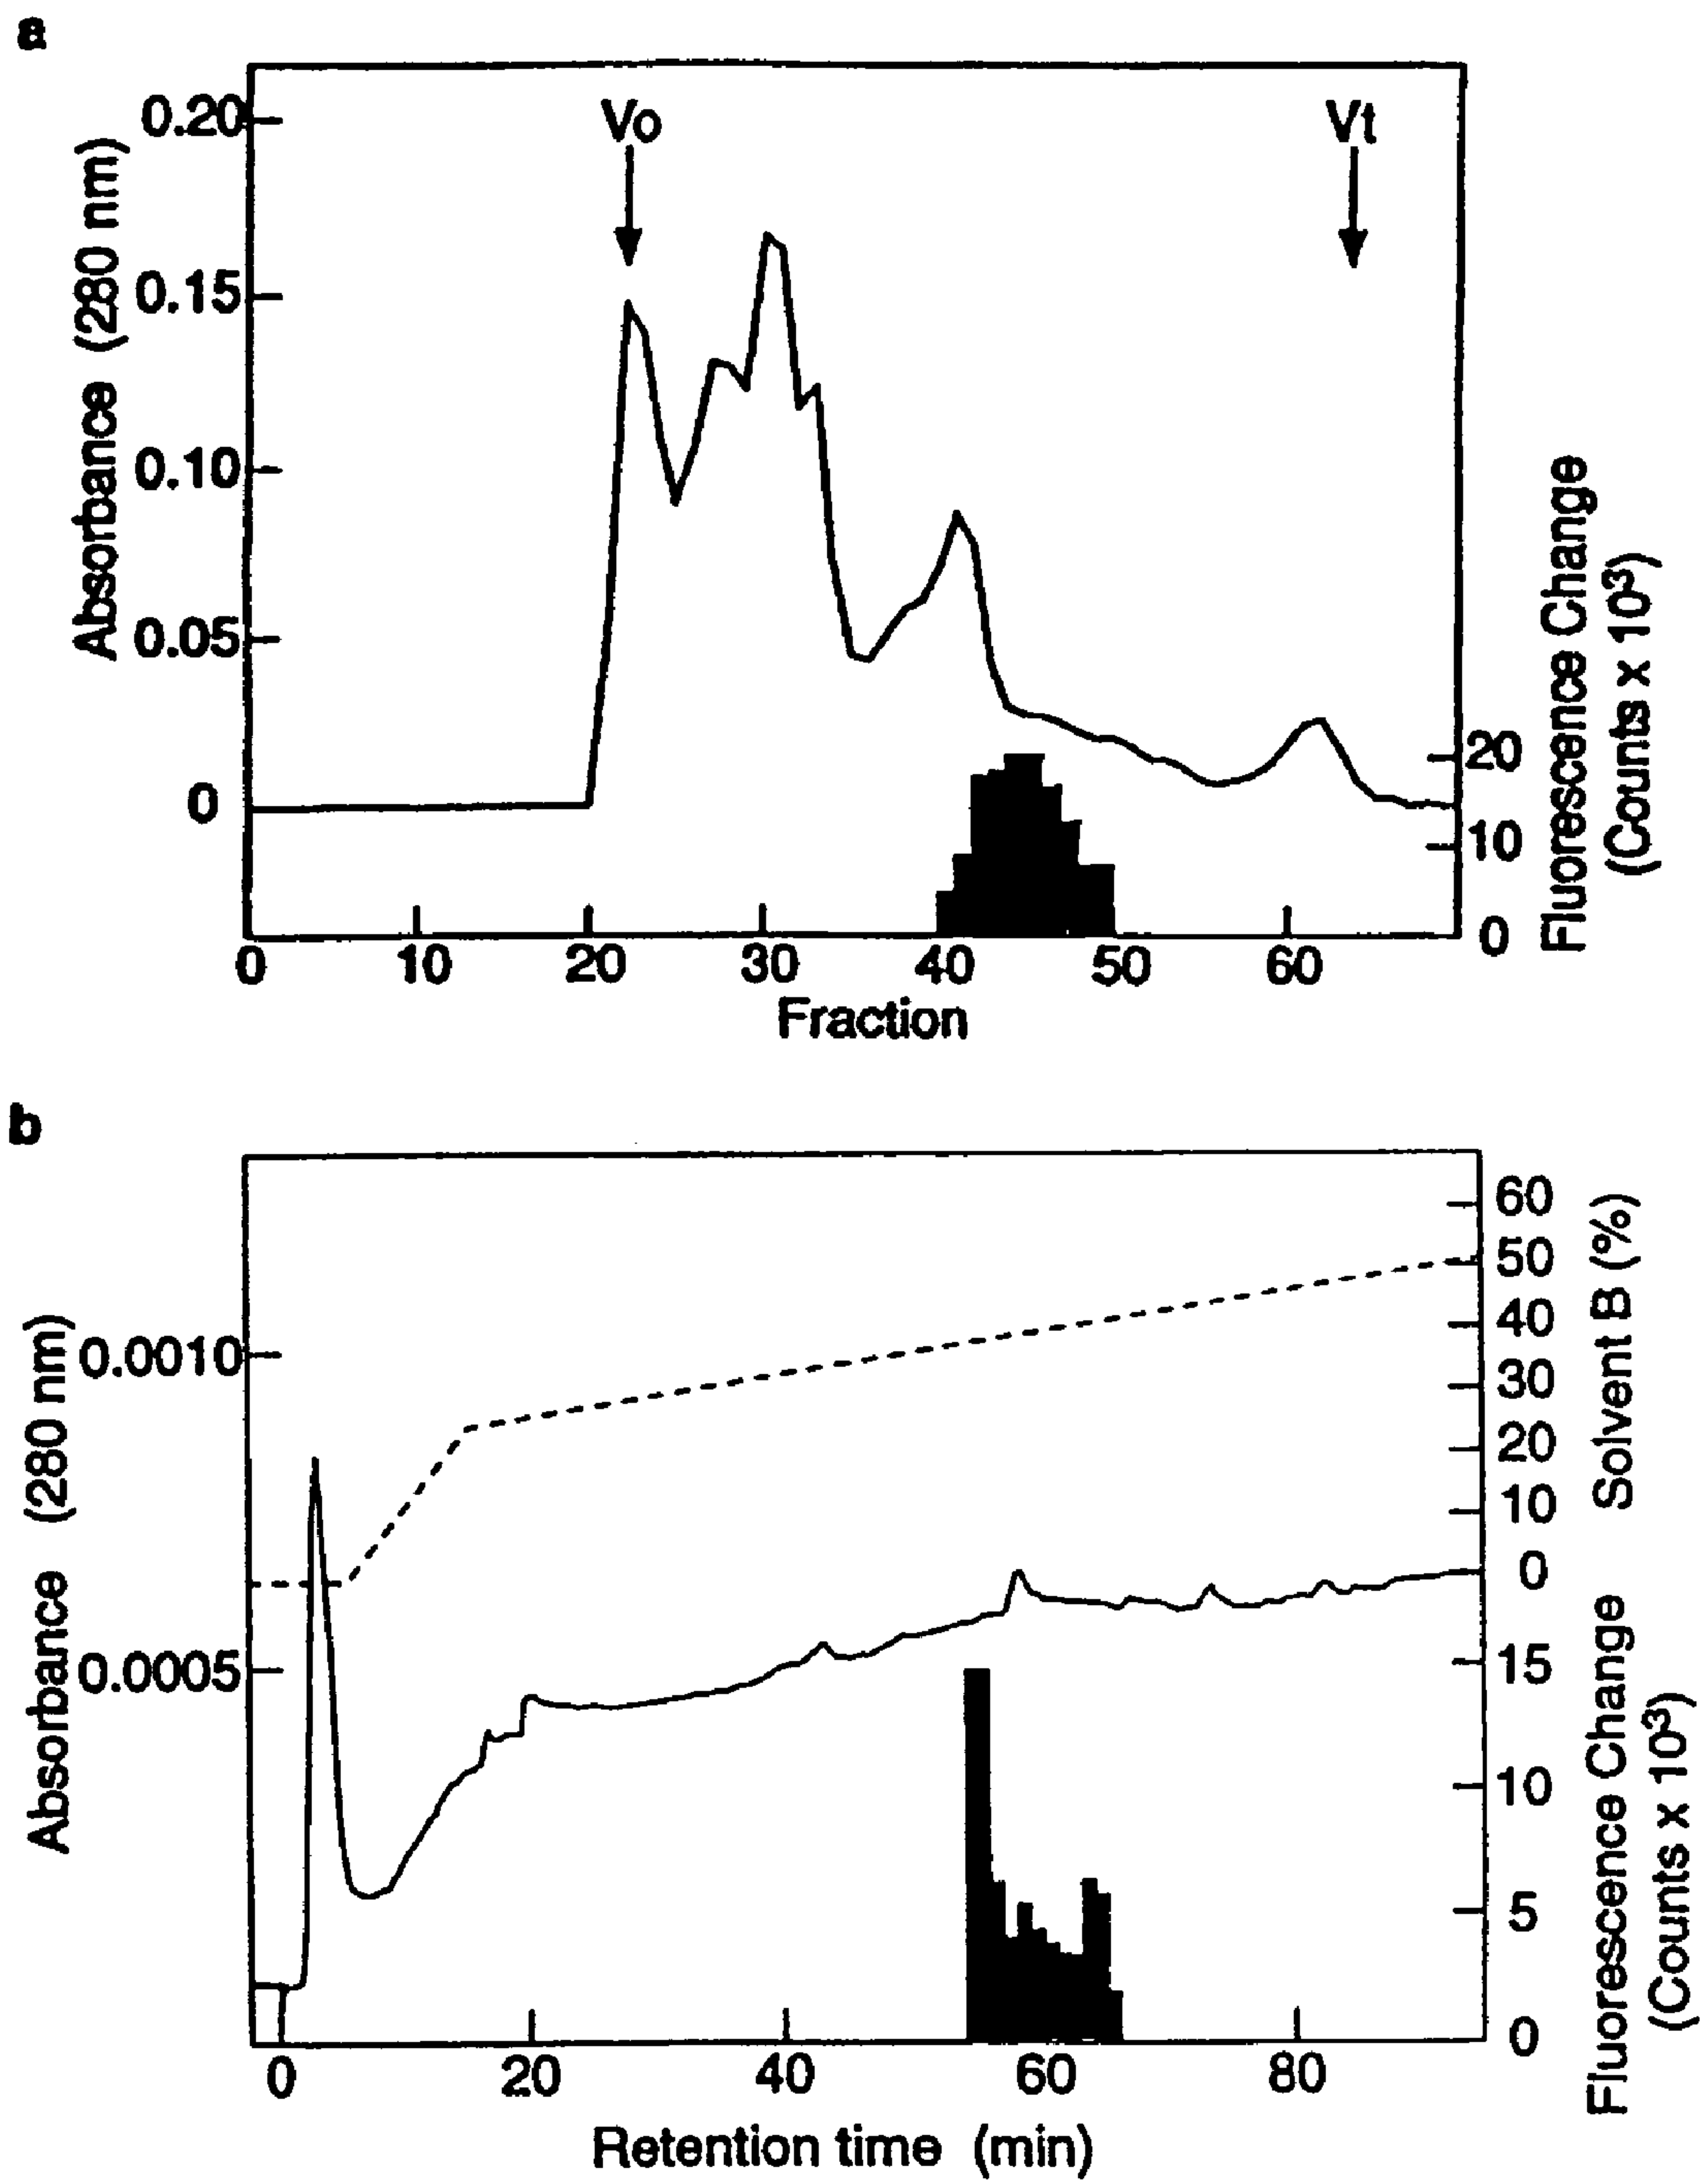 a
Absorbance (280 nm)
0.20
0.15
0.10
0.05
0
Vo
Vt
20
10
0
Fluorescence Change
(Counts x 10³)
0 10 20 30 40 50 60
Fraction
b
Absorbance (280 nm)
0.0010
0.0005
60
50
40
30
20
10
0
Solvent B (%)
15
10
5
0
Fluorescence Change
(Counts x 10³)
0 20 40 60 80
Retention time (min)